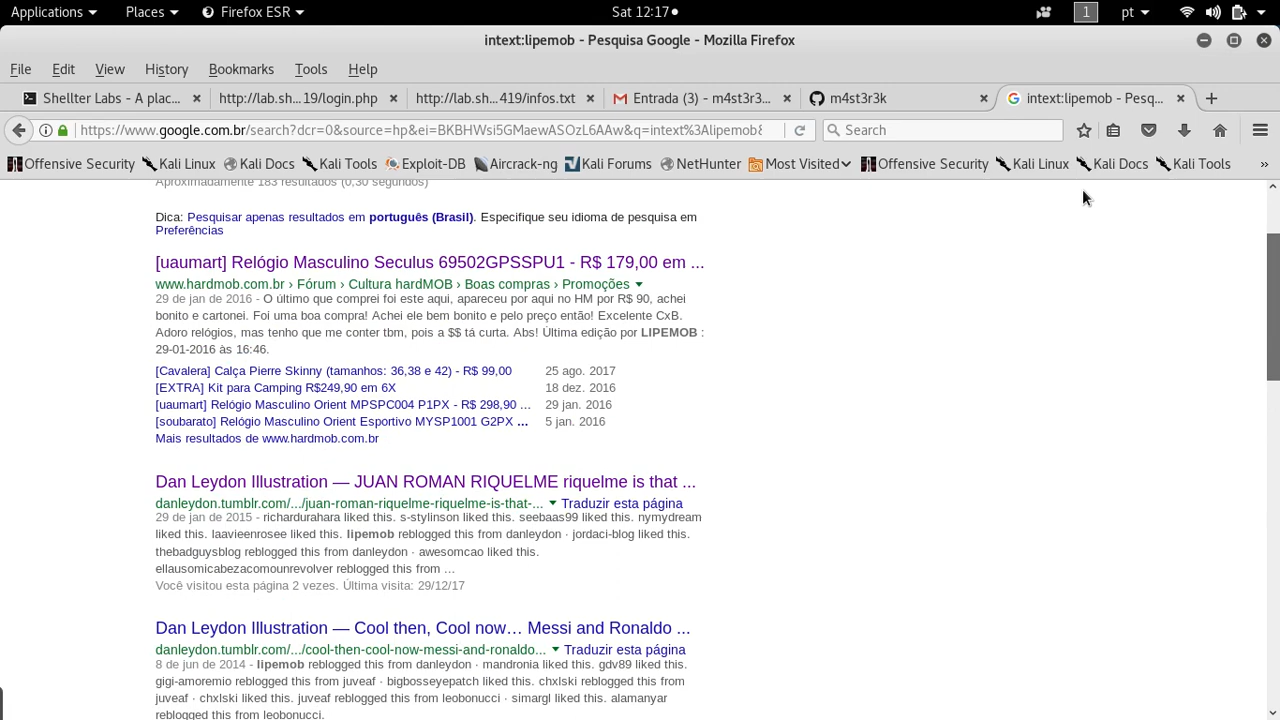 Applications Places Firefox ESR Sat 12:17 1 pt
intext:lipemob - Pesquisa Google - Mozilla Firefox
File Edit View History Bookmarks Tools Help
Shellter Labs - A plac... http://lab.sh...19/login.php http://lab.sh...419/infos.txt Entrada (3) - m4st3r3... m4st3r3k intext:lipemob - Pesq...
https://www.google.com.br/search?dcr=0&source=hp&ei=BKBHWsi5GMaewASOzL6AAw&q=intext%3Alipemob& Search
Offensive Security Kali Linux Kali Docs Kali Tools Exploit-DB Aircrack-ng Kali Forums NetHunter Most Visited Offensive Security Kali Linux Kali Docs Kali Tools »
Aproximadamente 183 resultados (0,30 segundos)
Dica: Pesquisar apenas resultados em português (Brasil). Especifique seu idioma de pesquisa em
Preferências
[uaumart] Relógio Masculino Seculus 69502GPSSPU1 - R$ 179,00 em ...
www.hardmob.com.br › Fórum › Cultura hardMOB › Boas compras › Promoções
29 de jan de 2016 - O último que comprei foi este aqui, apareceu por aqui no HM por R$ 90, achei
bonito e cartonei. Foi uma boa compra! Achei ele bem bonito e pelo preço então! Excelente CxB.
Adoro relógios, mas tenho que me conter tbm, pois a $$ tá curta. Abs! Última edição por LIPEMOB :
29-01-2016 às 16:46.
[Cavalera] Calça Pierre Skinny (tamanhos: 36,38 e 42) - R$ 99,00 25 ago. 2017
[EXTRA] Kit para Camping R$249,90 em 6X 18 dez. 2016
[uaumart] Relógio Masculino Orient MPSPC004 P1PX - R$ 298,90 ... 29 jan. 2016
[soubarato] Relógio Masculino Orient Esportivo MYSP1001 G2PX ... 5 jan. 2016
Mais resultados de www.hardmob.com.br
Dan Leydon Illustration — JUAN ROMAN RIQUELME riquelme is that ...
danleydon.tumblr.com/.../juan-roman-riquelme-riquelme-is-that-... Traduzir esta página
29 de jan de 2015 - richardurahara liked this. s-stylinson liked this. seebaas99 liked this. nymydream
liked this. laavieenrosee liked this. lipemob reblogged this from danleydon · jordaci-blog liked this.
thebadguysblog reblogged this from danleydon · awesomcao liked this.
ellausomicabezacomounrevolver reblogged this from ...
Você visitou esta página 2 vezes. Última visita: 29/12/17
Dan Leydon Illustration — Cool then, Cool now… Messi and Ronaldo ...
danleydon.tumblr.com/.../cool-then-cool-now-messi-and-ronaldo... Traduzir esta página
8 de jun de 2014 - lipemob reblogged this from danleydon · mandronia liked this. gdv89 liked this.
gigi-amoremio reblogged this from juveaf · bigbosseyepatch liked this. chxlski reblogged this from
juveaf · chxlski liked this. juveaf reblogged this from leobonucci · simargl liked this. alamanyar
reblogged this from leobonucci.